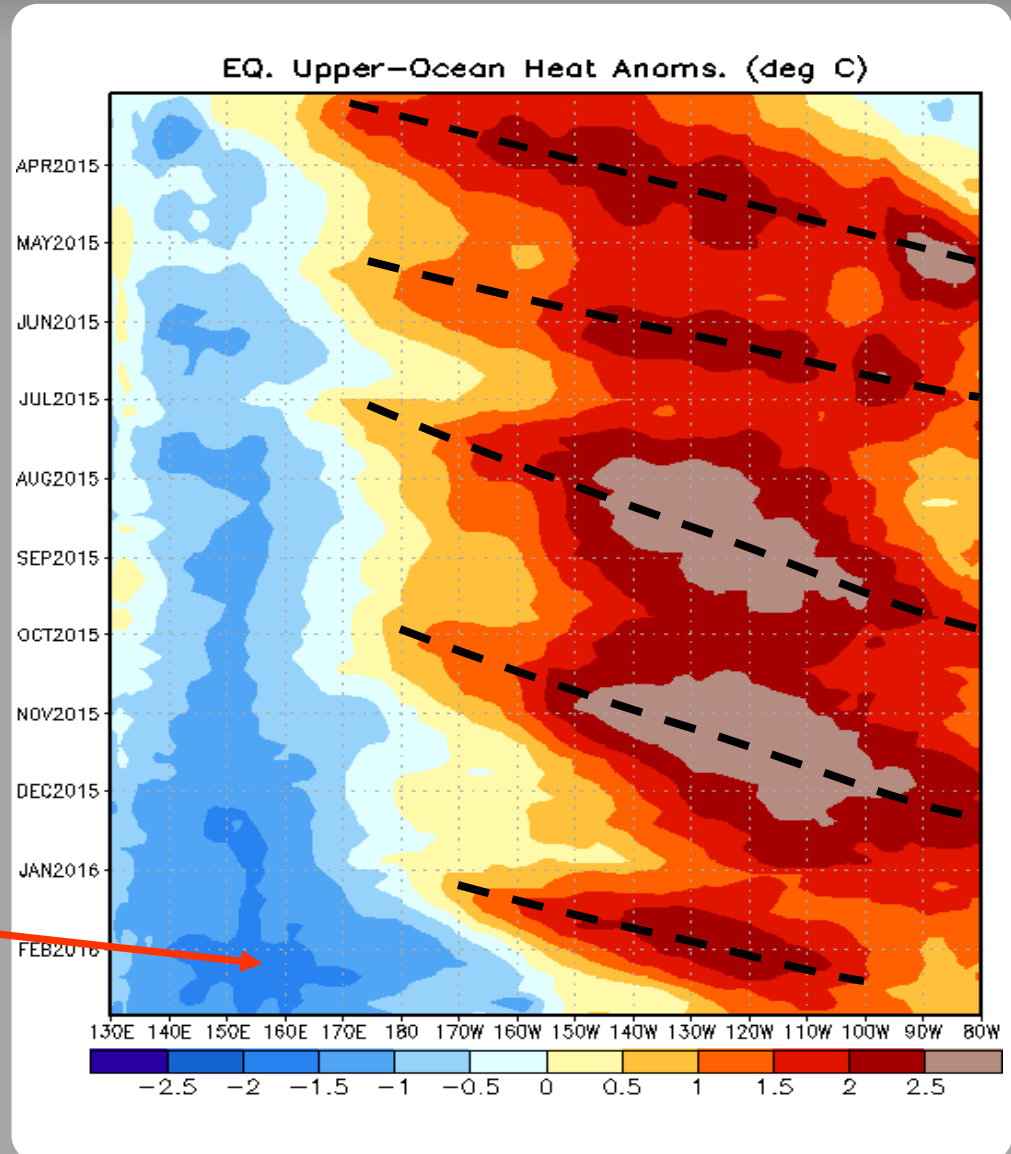 EQ. Upper-Ocean Heat Anoms. (deg C)
APR2015
MAY2015
JUN2015
JUL2015
AUG2015
SEP2015
OCT2015
NOV2015
DEC2015
JAN2016
FEB2016
130E 140E 150E 160E 170E 180 170W 160W 150W 140W 130W 120W 110W 100W 90W 80W
-2.5 -2 -1.5 -1 -0.5 0 0.5 1 1.5 2 2.5